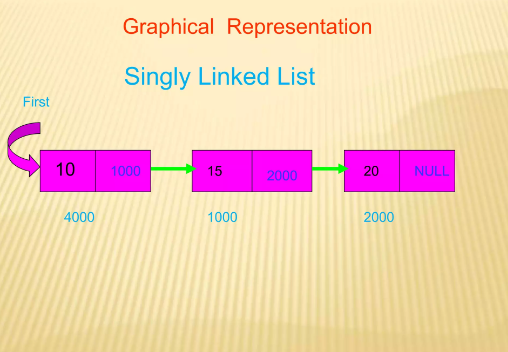 Graphical Representation
Singly Linked List
First
10 1000 15 2000 20 NULL
4000 1000 2000